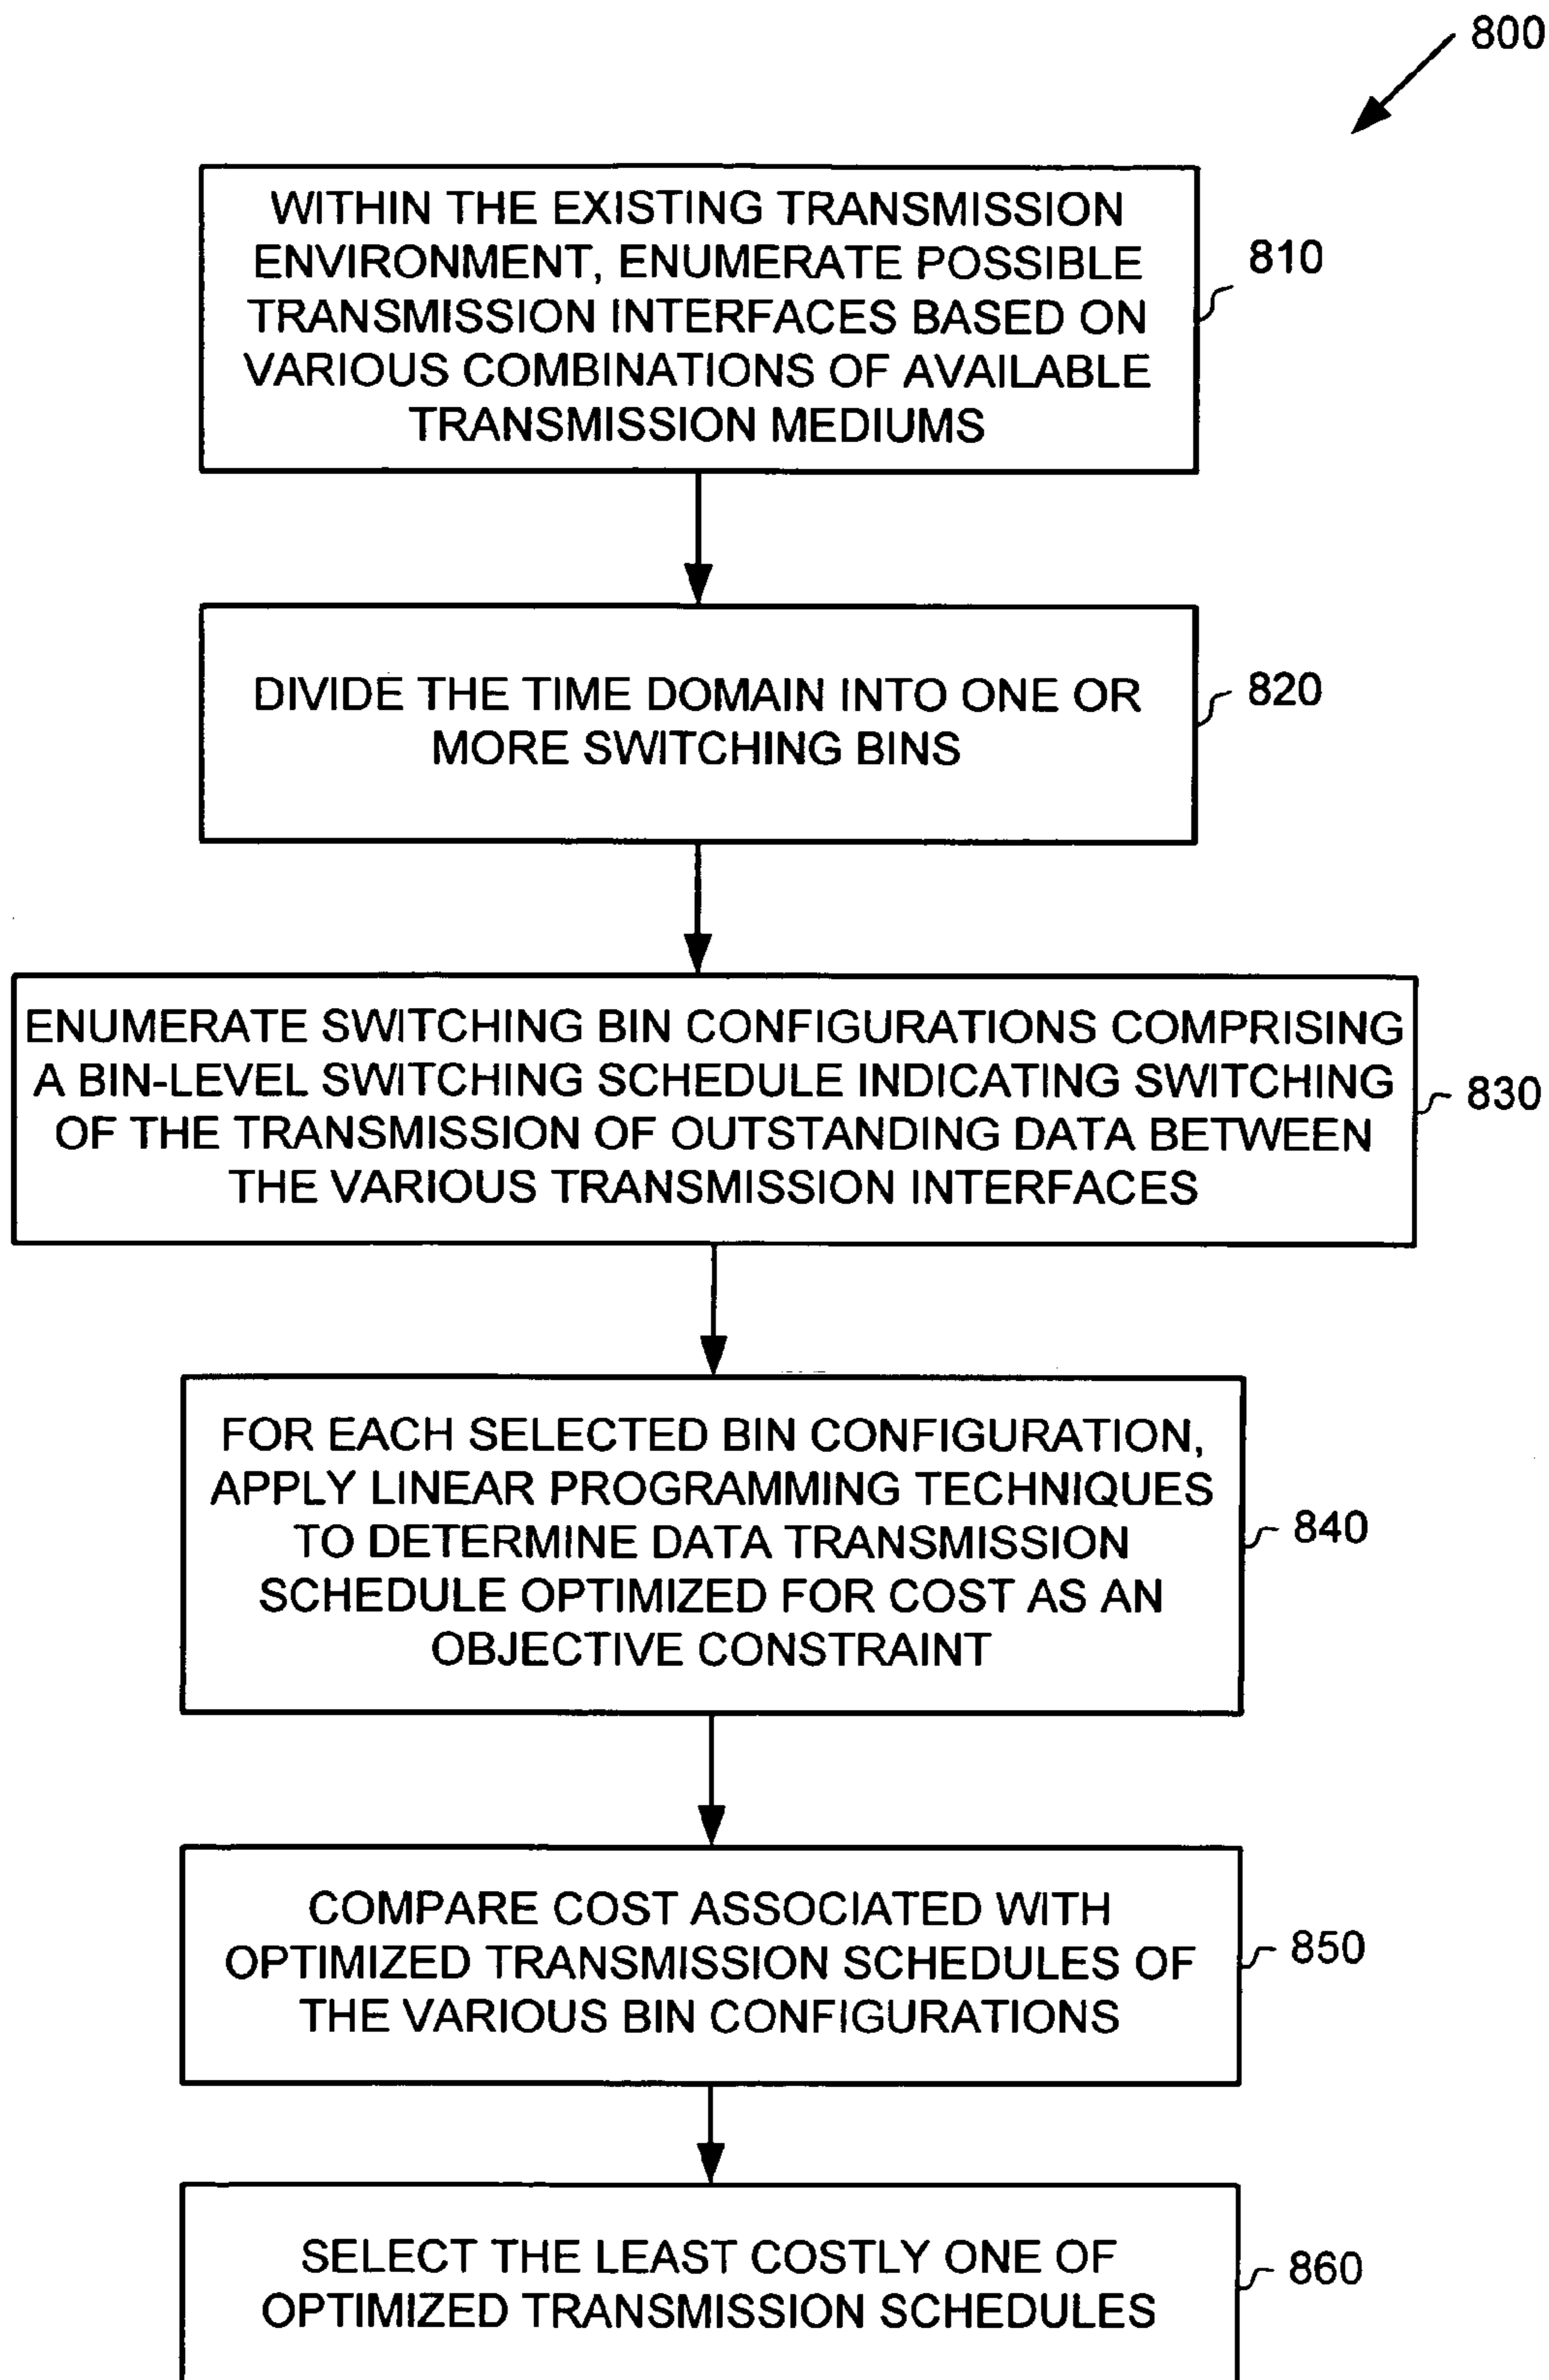 800
WITHIN THE EXISTING TRANSMISSION
ENVIRONMENT, ENUMERATE POSSIBLE
TRANSMISSION INTERFACES BASED ON
VARIOUS COMBINATIONS OF AVAILABLE
TRANSMISSION MEDIUMS
810
DIVIDE THE TIME DOMAIN INTO ONE OR
MORE SWITCHING BINS
820
ENUMERATE SWITCHING BIN CONFIGURATIONS COMPRISING
A BIN-LEVEL SWITCHING SCHEDULE INDICATING SWITCHING
OF THE TRANSMISSION OF OUTSTANDING DATA BETWEEN
THE VARIOUS TRANSMISSION INTERFACES
830
FOR EACH SELECTED BIN CONFIGURATION,
APPLY LINEAR PROGRAMMING TECHNIQUES
TO DETERMINE DATA TRANSMISSION
SCHEDULE OPTIMIZED FOR COST AS AN
OBJECTIVE CONSTRAINT
840
COMPARE COST ASSOCIATED WITH
OPTIMIZED TRANSMISSION SCHEDULES OF
THE VARIOUS BIN CONFIGURATIONS
850
SELECT THE LEAST COSTLY ONE OF
OPTIMIZED TRANSMISSION SCHEDULES
860